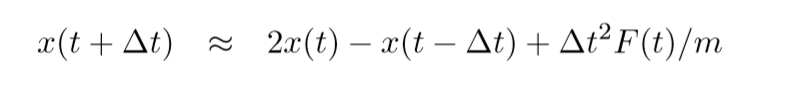 x(t + Δt) ≈ 2x(t) − x(t − Δt) + Δt²F(t)/m